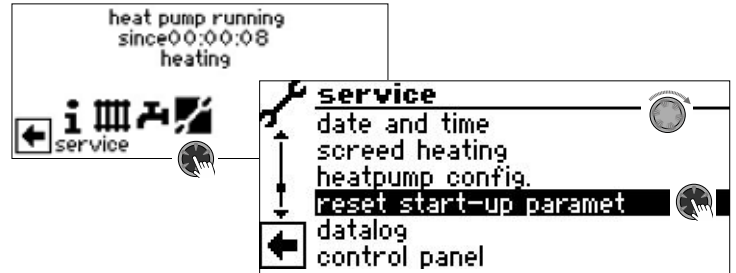 heat pump running
since00:00:08
heating
service
service
date and time
screed heating
heatpump config.
reset start-up paramet
datalog
control panel